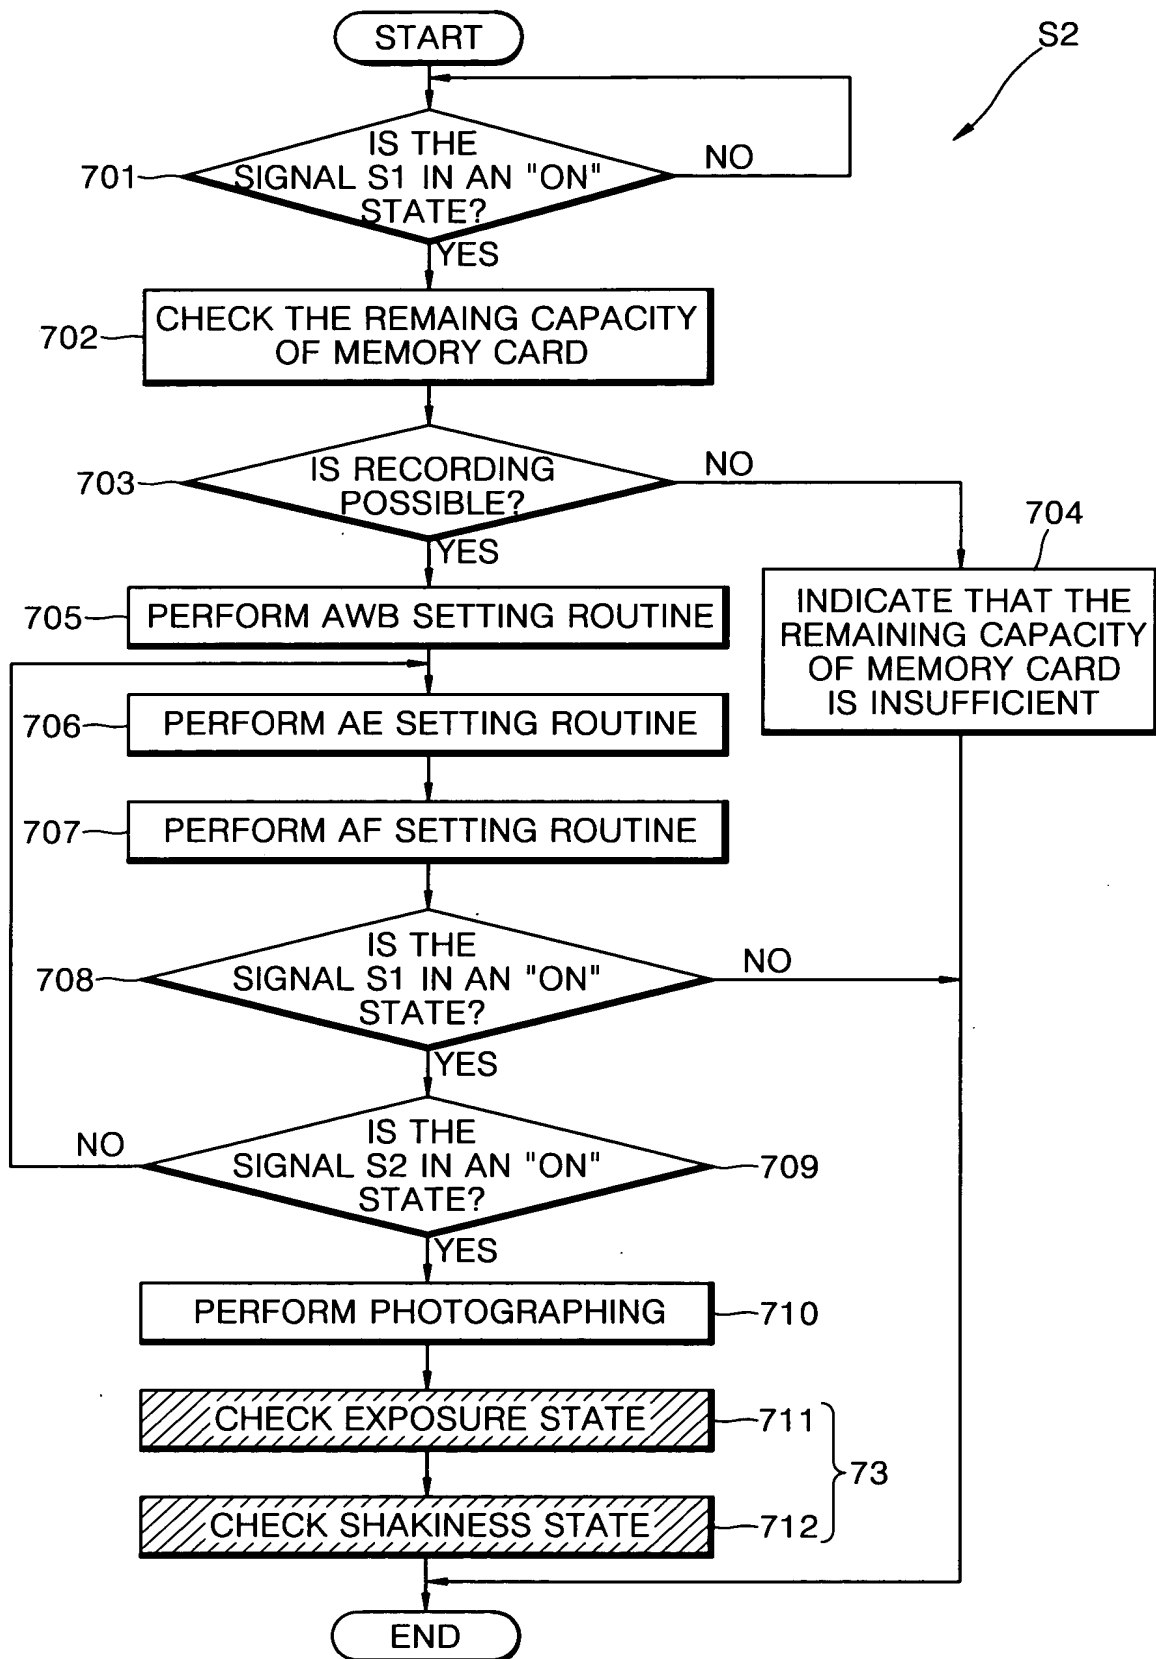 START
S2
IS THE
SIGNAL S1 IN AN "ON"
STATE?
701
NO
YES
CHECK THE REMAING CAPACITY
OF MEMORY CARD
702
IS RECORDING
POSSIBLE?
703
NO
YES
704
INDICATE THAT THE
REMAINING CAPACITY
OF MEMORY CARD
IS INSUFFICIENT
705
PERFORM AWB SETTING ROUTINE
706
PERFORM AE SETTING ROUTINE
707
PERFORM AF SETTING ROUTINE
IS THE
SIGNAL S1 IN AN "ON"
STATE?
708
NO
YES
IS THE
SIGNAL S2 IN AN "ON"
STATE?
NO
709
YES
PERFORM PHOTOGRAPHING
710
CHECK EXPOSURE STATE
711
73
CHECK SHAKINESS STATE
712
END